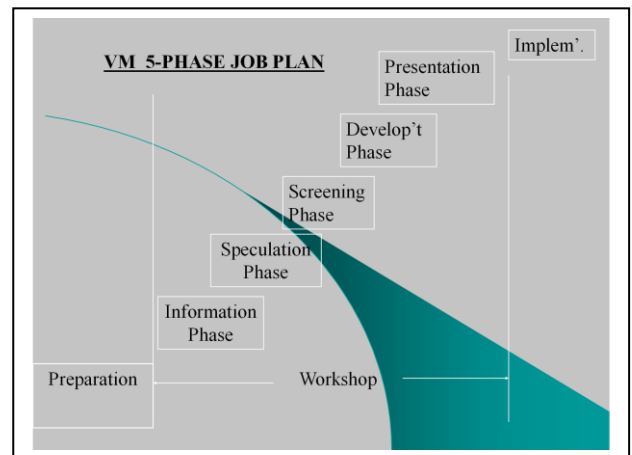 VM 5-PHASE JOB PLAN
Implem’.
Presentation
Phase
Develop’t
Phase
Screening
Phase
Speculation
Phase
Information
Phase
Preparation
Workshop